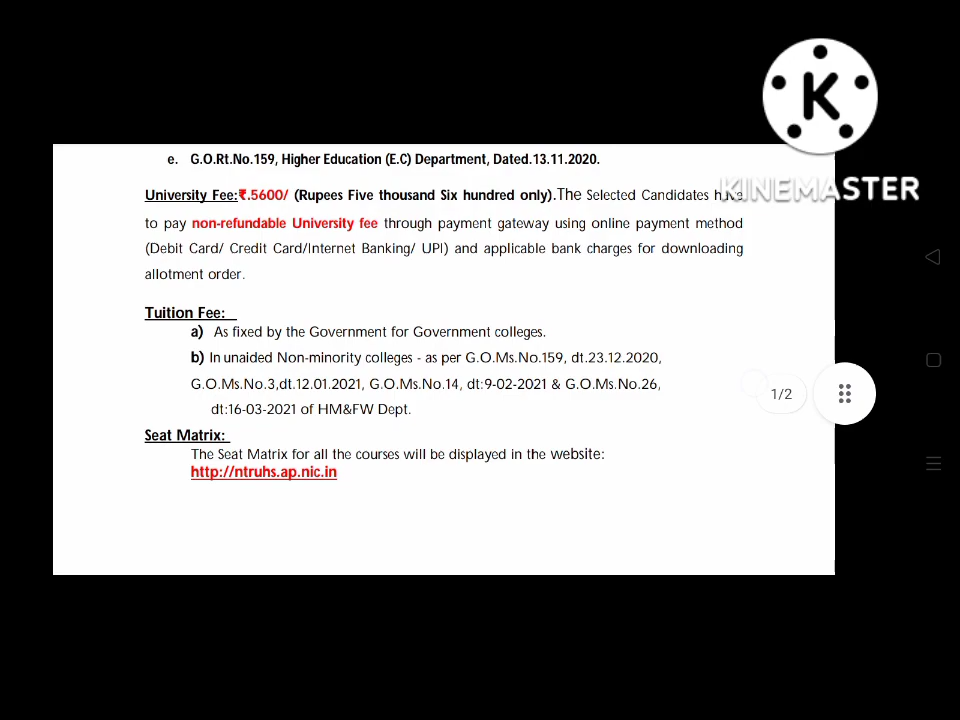 KINEMASTER
e. G.O.Rt.No.159, Higher Education (E.C) Department, Dated.13.11.2020.
University Fee:₹.5600/ (Rupees Five thousand Six hundred only).The Selected Candidates have
to pay non-refundable University fee through payment gateway using online payment method
(Debit Card/ Credit Card/Internet Banking/ UPI) and applicable bank charges for downloading
allotment order.
Tuition Fee:
a) As fixed by the Government for Government colleges.
b) In unaided Non-minority colleges - as per G.O.Ms.No.159, dt.23.12.2020,
G.O.Ms.No.3,dt.12.01.2021, G.O.Ms.No.14, dt:9-02-2021 & G.O.Ms.No.26,
dt:16-03-2021 of HM&FW Dept.
1/2
Seat Matrix:
The Seat Matrix for all the courses will be displayed in the website:
http://ntruhs.ap.nic.in